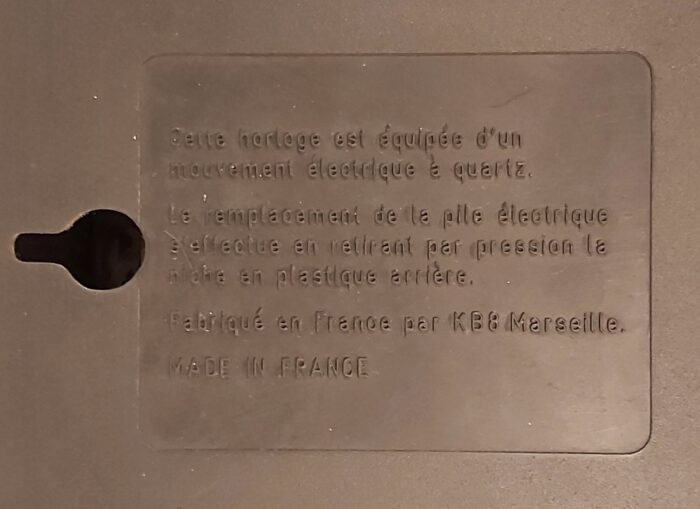 Cette horloge est équipée d'un
mouvement électrique à quartz.
Le remplacement de la pile électrique
s'effectue en retirant par pression la
niche en plastique arrière.
Fabriqué en France par KB8 Marseille.
MADE IN FRANCE